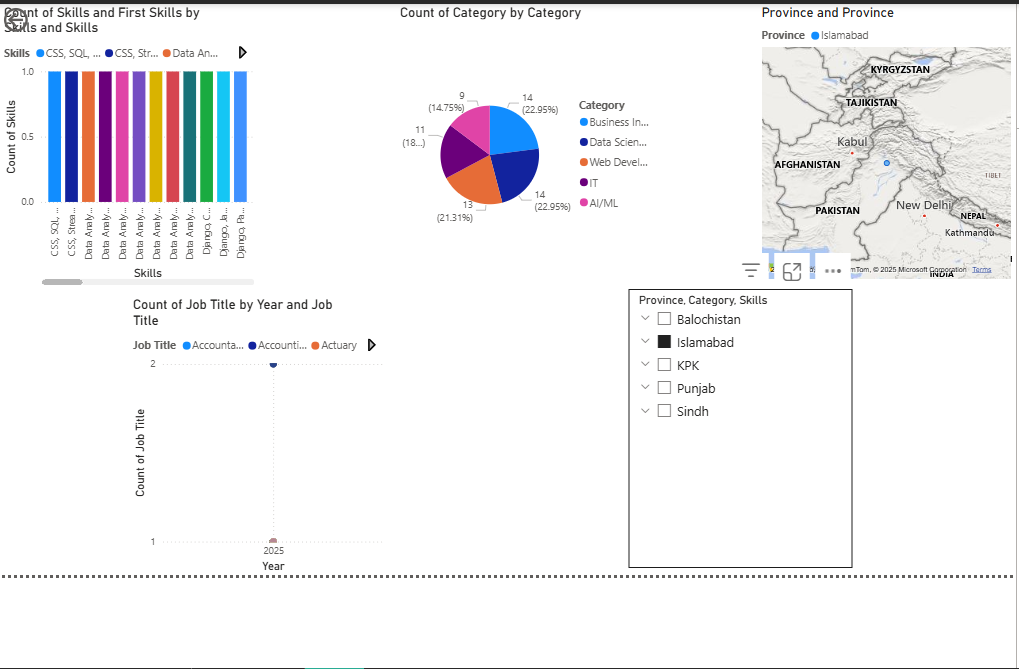 Count of Skills and First Skills by
Skills and Skills
Skills CSS, SQL, ... CSS, Str... Data An...
1.0
0.5
0.0
Count of Skills
CSS, SQL, ...
CSS, Strea...
Data Analy...
Data Analy...
Data Analy...
Data Analy...
Data Analy...
Data Analy...
Data Analy...
Django, C...
Django, Ja...
Django, Pa...
Skills
Count of Category by Category
9
(14.75%)
14
(22.95%)
11
(18...)
14
(22.95%)
13
(21.31%)
Category
Business In...
Data Scien...
Web Devel...
IT
AI/ML
Province and Province
Province Islamabad
KYRGYZSTAN
TAJIKISTAN
Kabul
AFGHANISTAN
TIBET
PAKISTAN
New Delhi
NEPAL
Kathmandu
INDIA
mTom, © 2025 Microsoft Corporation Terms
Count of Job Title by Year and Job
Title
Job Title Accounta... Accounti... Actuary
2
1
Count of Job Title
2025
Year
Province, Category, Skills
Balochistan
Islamabad
KPK
Punjab
Sindh